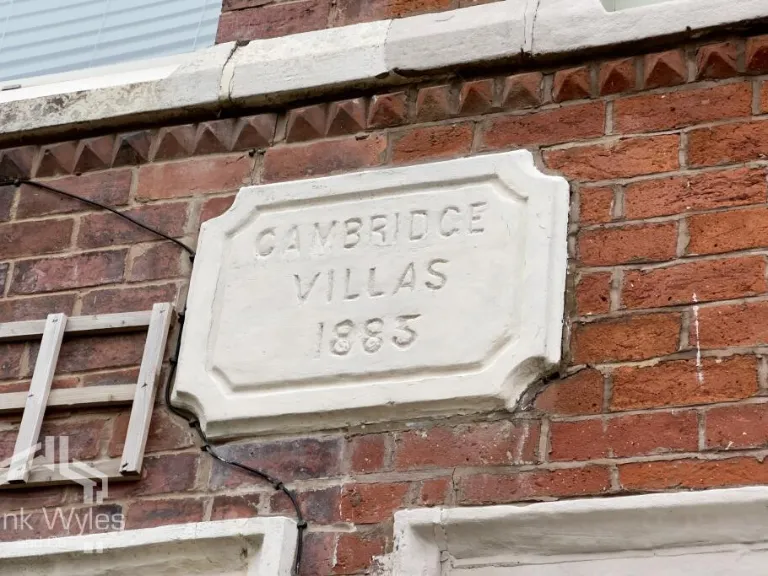 CAMBRIDGE
VILLAS
1883
nk Wyles